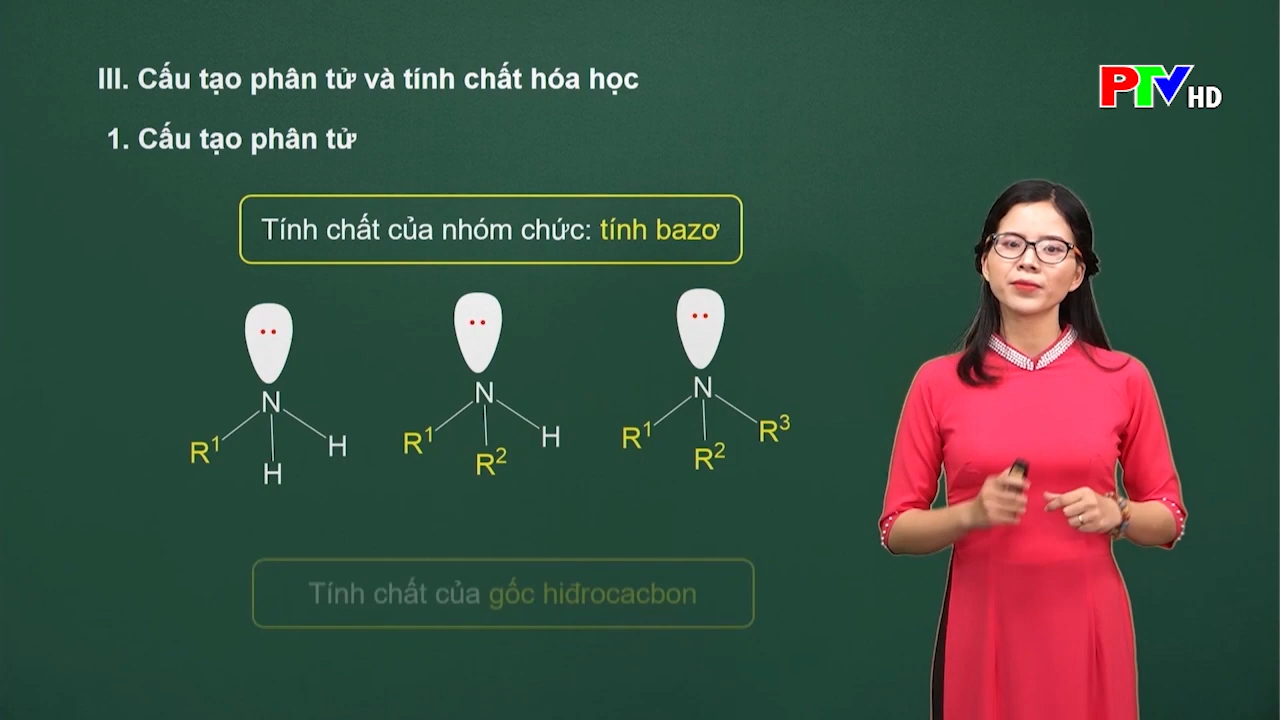 III. Cấu tạo phân tử và tính chất hóa học
PTV HD
1. Cấu tạo phân tử
Tính chất của nhóm chức: tính bazơ
N
R¹
H
H
N
R¹
R²
H
N
R¹
R²
R³
Tính chất của gốc hiđrocacbon